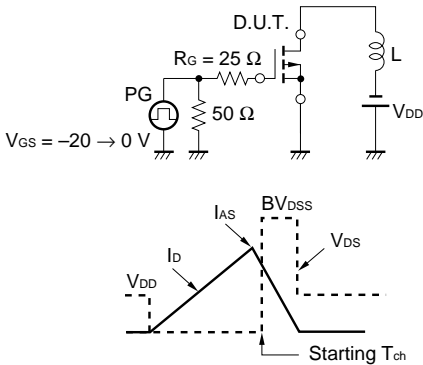 D.U.T.
RG = 25 Ω
L
PG
50 Ω
VDD
VGS = –20 → 0 V
BVDSS
IAS
VDS
ID
VDD
Starting Tch